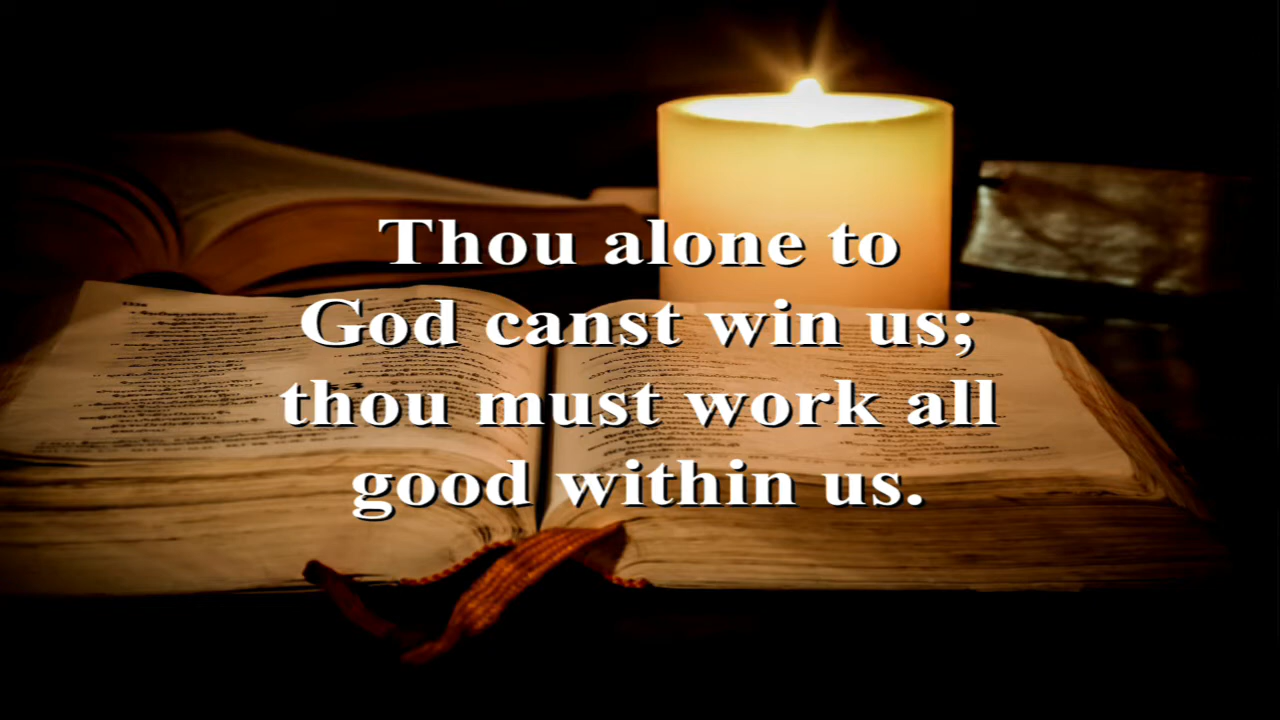 Thou alone to
God canst win us;
thou must work all
good within us.